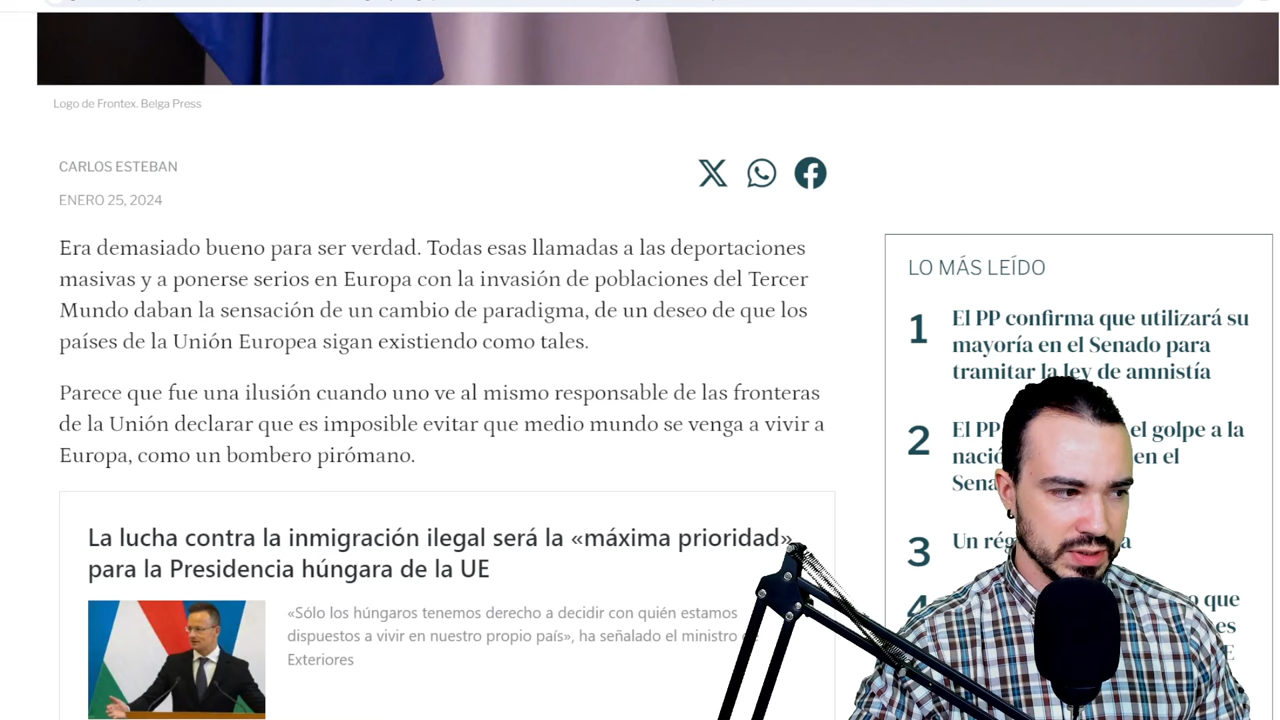 Logo de Frontex. Belga Press
CARLOS ESTEBAN
ENERO 25, 2024
Era demasiado bueno para ser verdad. Todas esas llamadas a las deportaciones
masivas y a ponerse serios en Europa con la invasión de poblaciones del Tercer
Mundo daban la sensación de un cambio de paradigma, de un deseo de que los
países de la Unión Europea sigan existiendo como tales.
Parece que fue una ilusión cuando uno ve al mismo responsable de las fronteras
de la Unión declarar que es imposible evitar que medio mundo se venga a vivir a
Europa, como un bombero pirómano.
La lucha contra la inmigración ilegal será la «máxima prioridad»
para la Presidencia húngara de la UE
«Sólo los húngaros tenemos derecho a decidir con quién estamos
dispuestos a vivir en nuestro propio país», ha señalado el ministro
Exteriores
LO MÁS LEÍDO
1 El PP confirma que utilizará su
mayoría en el Senado para
tramitar la ley de amnistía
2 El PP el golpe a la
en el
3 Un
4 que